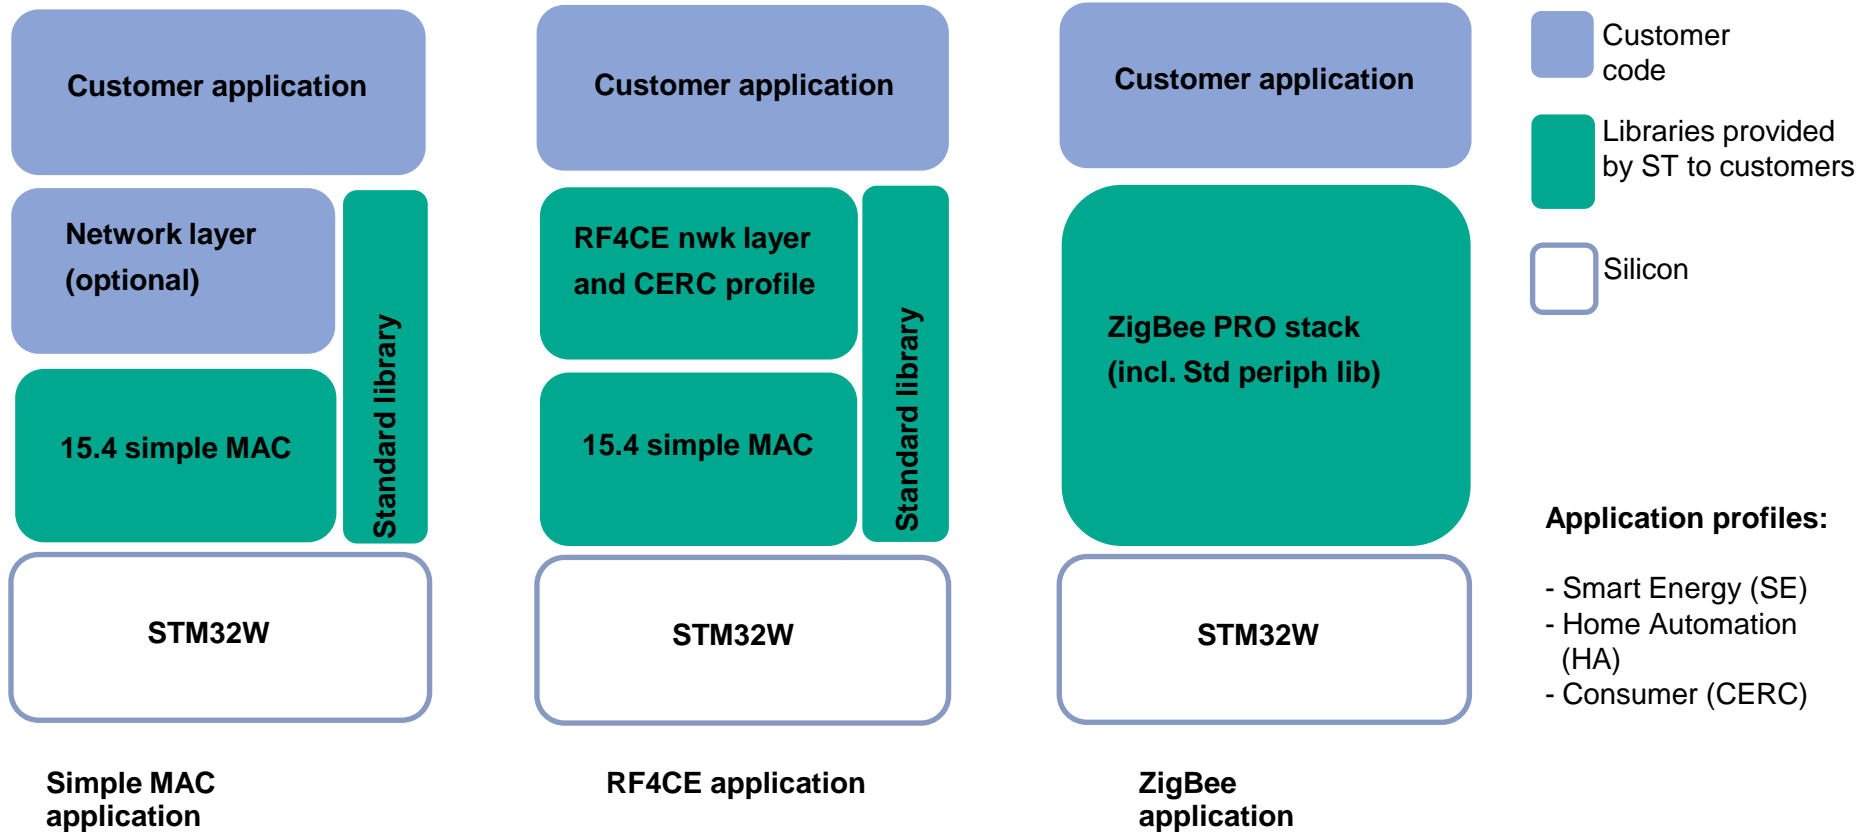 Customer application
Network layer
(optional)
15.4 simple MAC
Standard library
STM32W
Simple MAC
application
Customer application
RF4CE nwk layer
and CERC profile
15.4 simple MAC
Standard library
STM32W
RF4CE application
Customer application
ZigBee PRO stack
(incl. Std periph lib)
STM32W
ZigBee
application
Customer
code
Libraries provided
by ST to customers
Silicon
Application profiles:
- Smart Energy (SE)
- Home Automation
(HA)
- Consumer (CERC)